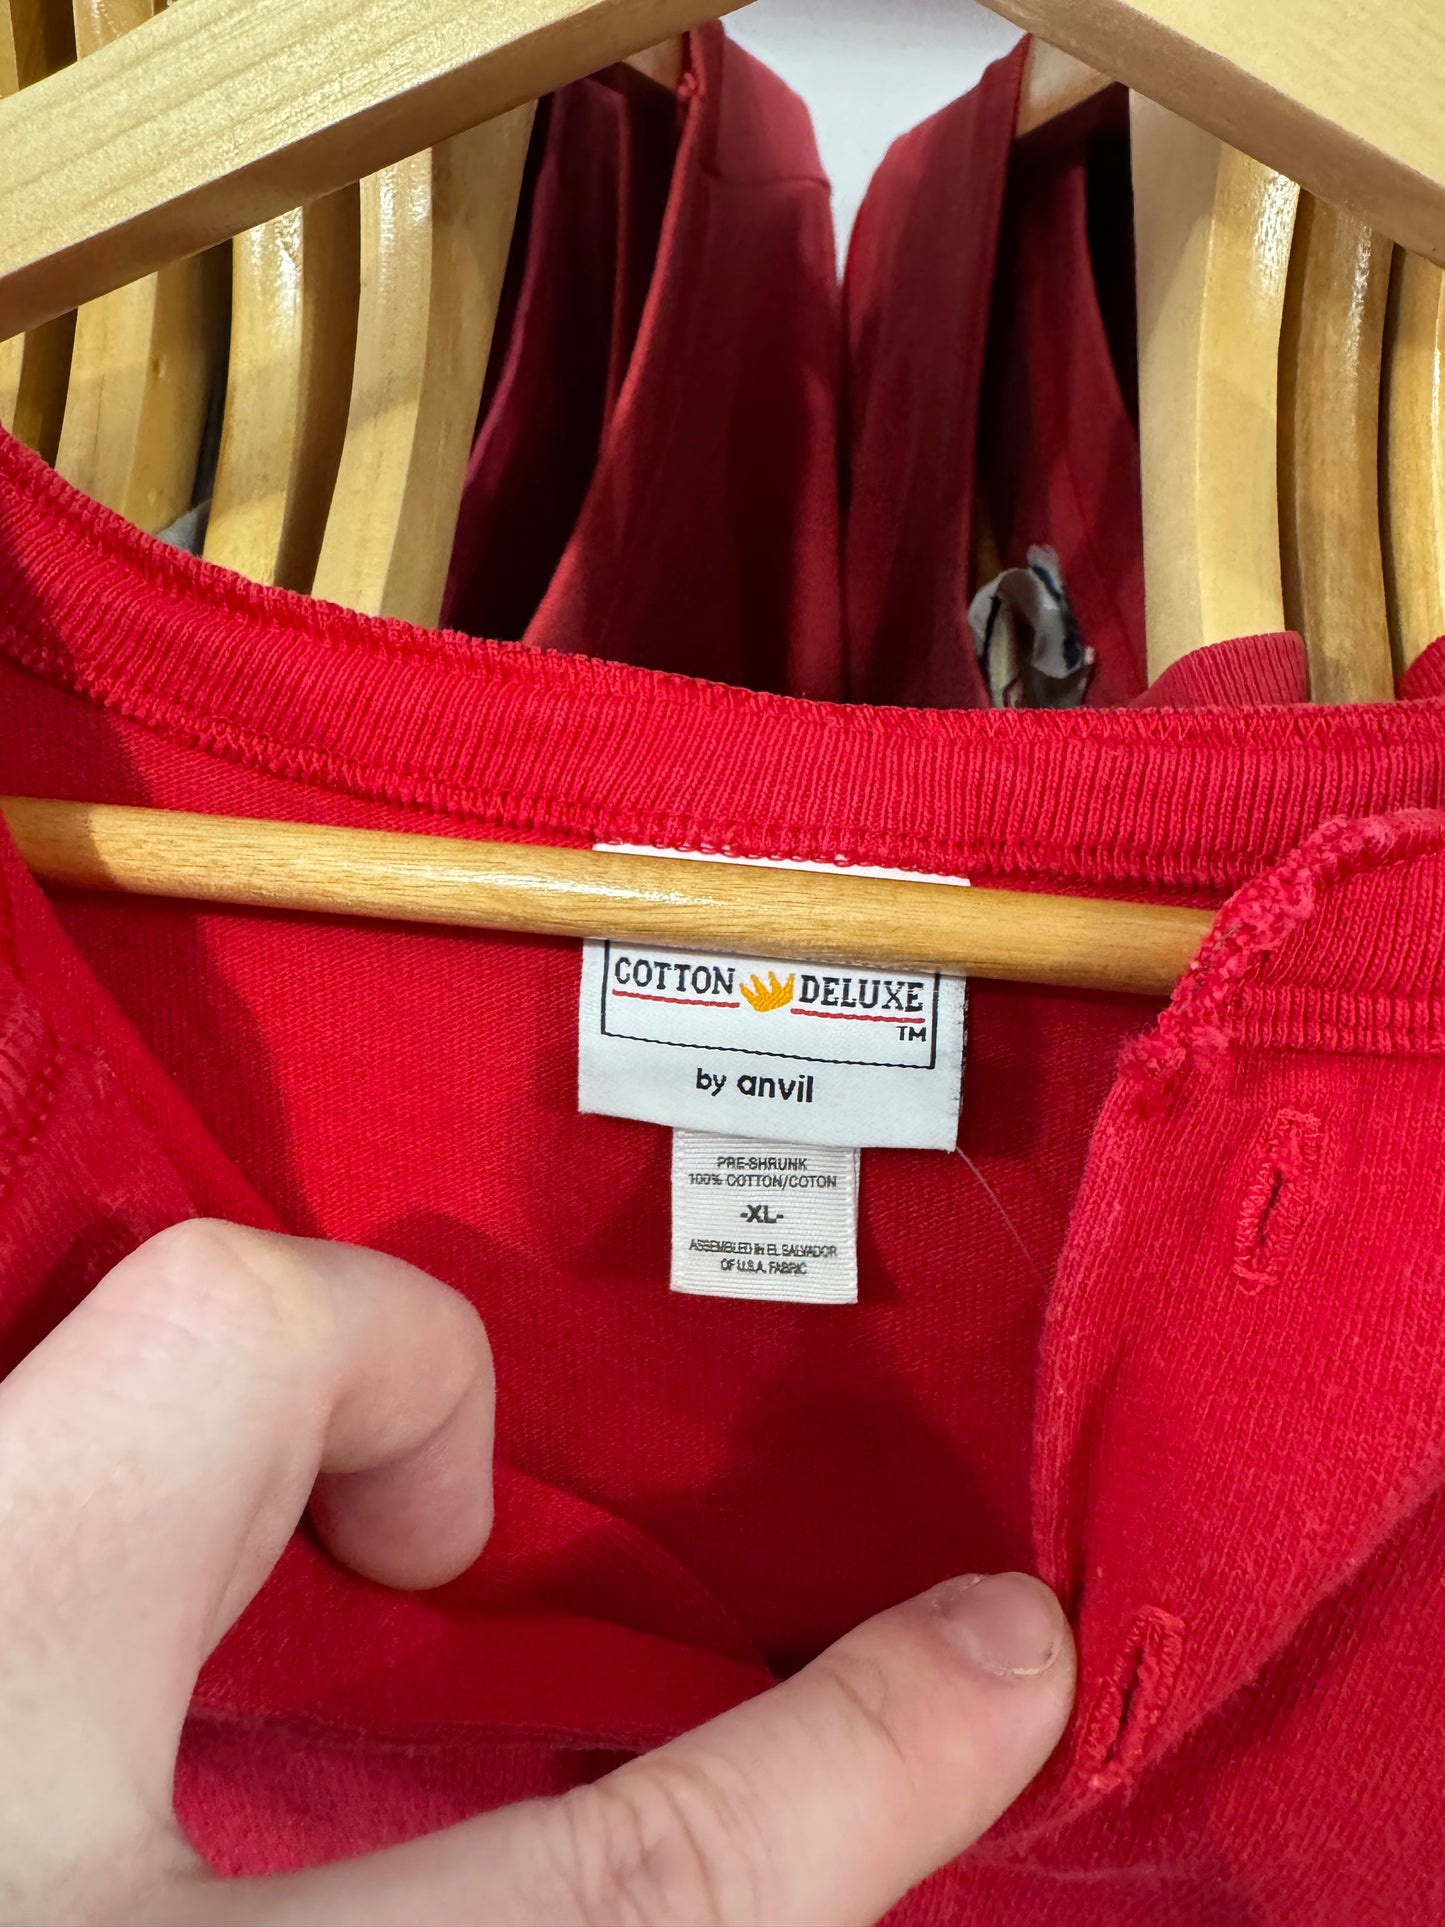 COTTON DELUXE
TM
by anvil
PRE-SHRUNK
100% COTTON/COTON
-XL-
ASSEMBLED IN EL SALVADOR
OF U.S.A. FABRIC